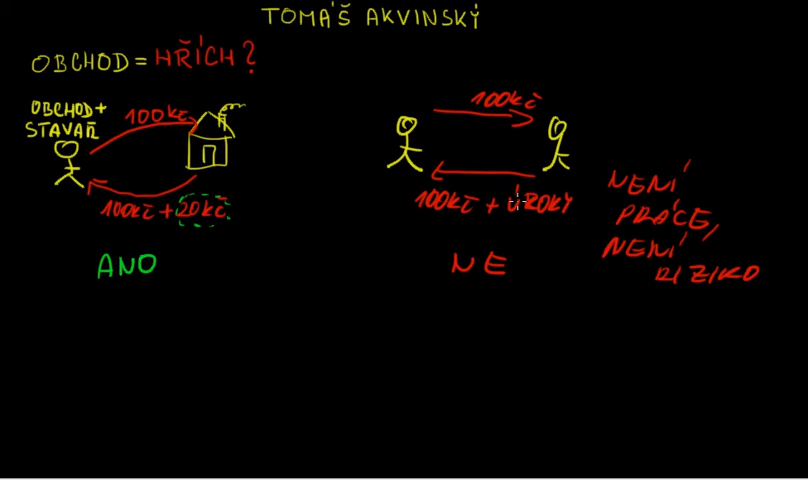 TOMÁŠ AKVINSKÝ
OBCHOD = HŘÍCH?
OBCHOD +
STAVAŘ
100Kč
100Kč + 20Kč
ANO
100Kč
100Kč + ÚROKY
NE
NENÍ
PRÁCE,
NENÍ
RIZIKO